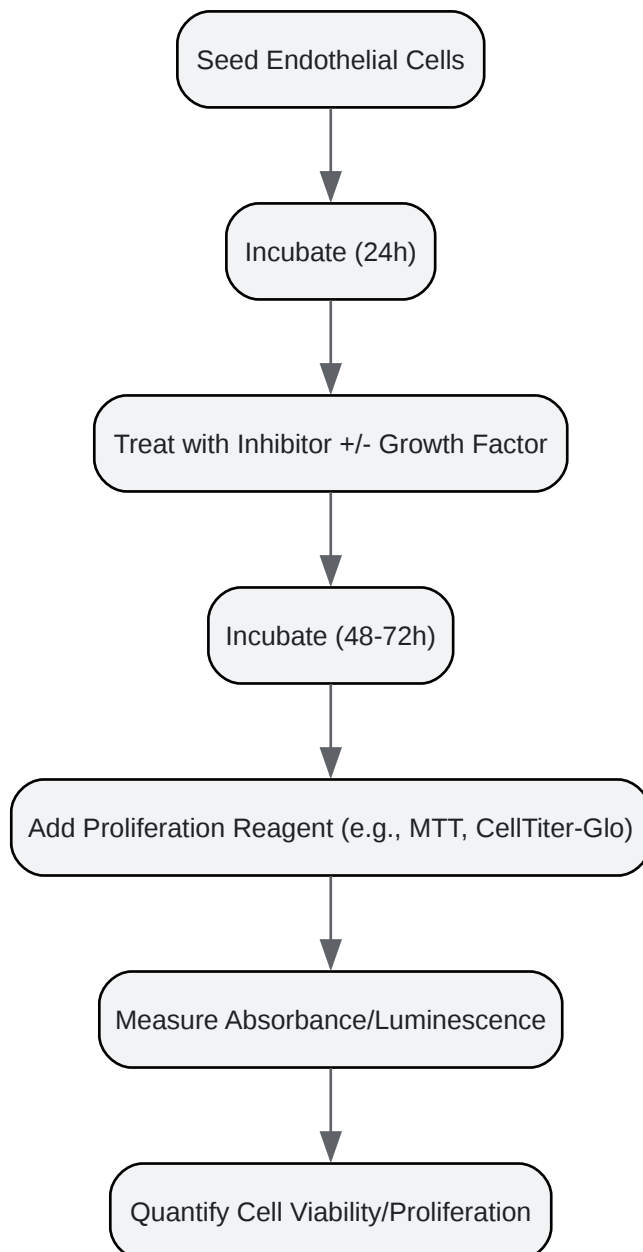 Seed Endothelial Cells
Incubate (24h)
Treat with Inhibitor +/- Growth Factor
Incubate (48-72h)
Add Proliferation Reagent (e.g., MTT, CellTiter-Glo)
Measure Absorbance/Luminescence
Quantify Cell Viability/Proliferation